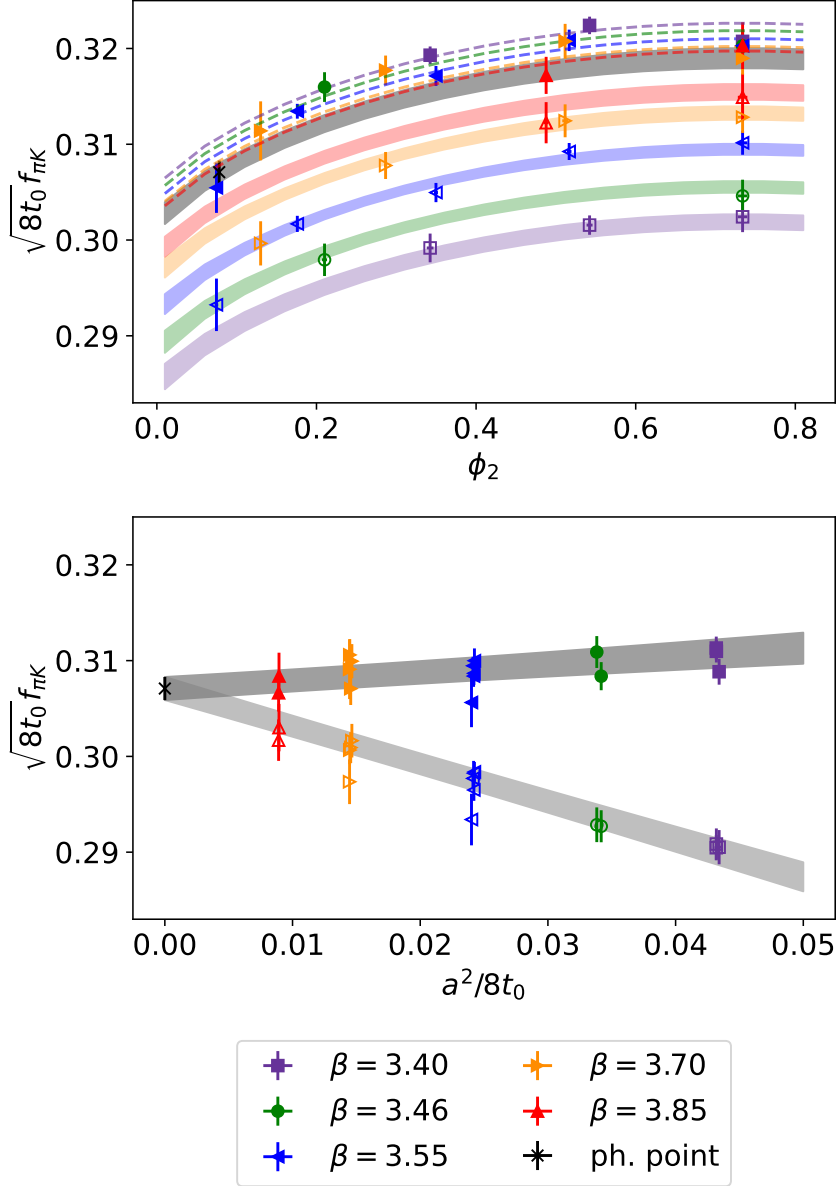 0.32
0.31
0.30
0.29
√8t₀ f_πK
0.0 0.2 0.4 0.6 0.8
ϕ₂
0.32
0.31
0.30
0.29
√8t₀ f_πK
0.00 0.01 0.02 0.03 0.04 0.05
a²/8t₀
β = 3.40 β = 3.70
β = 3.46 β = 3.85
β = 3.55 ph. point